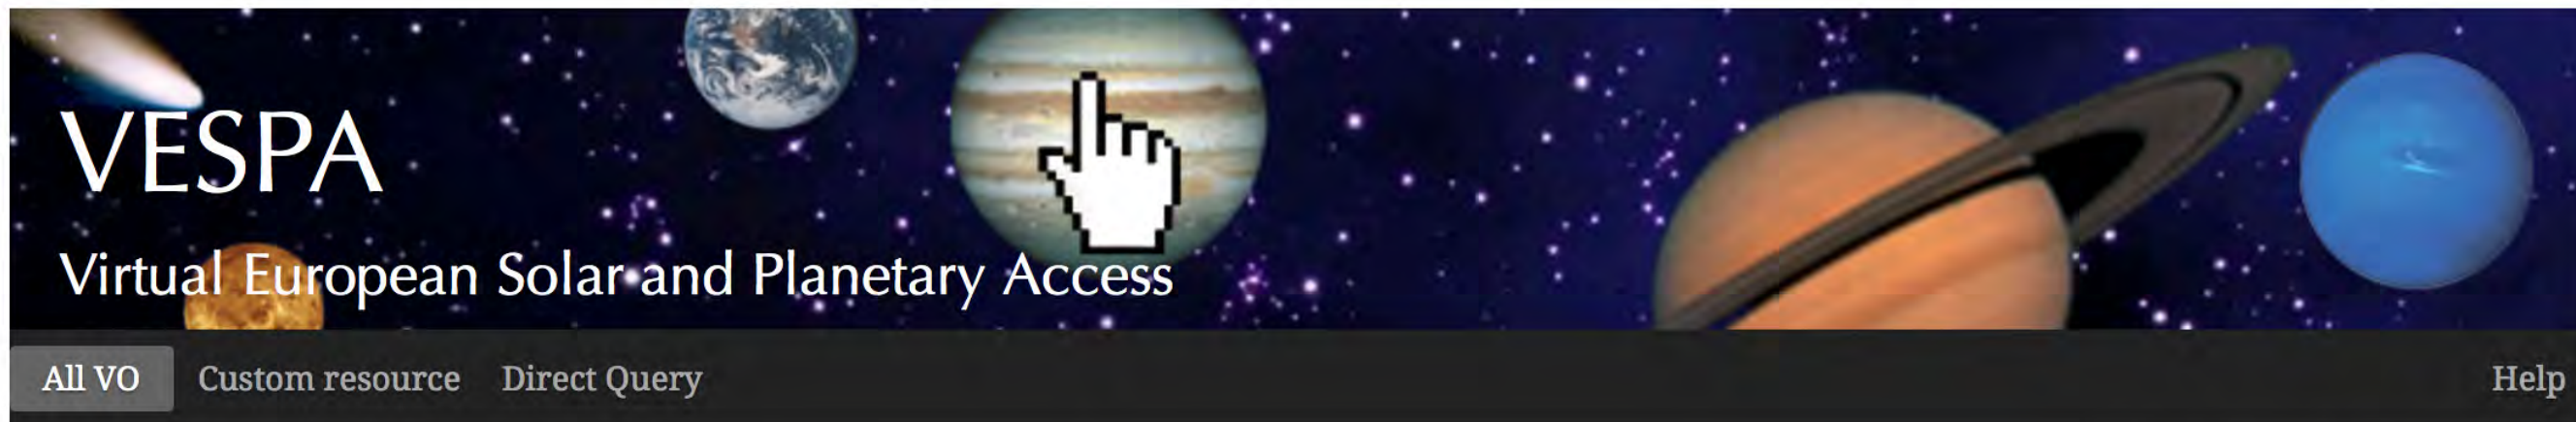 VESPA
Virtual European Solar and Planetary Access
All VO Custom resource Direct Query Help